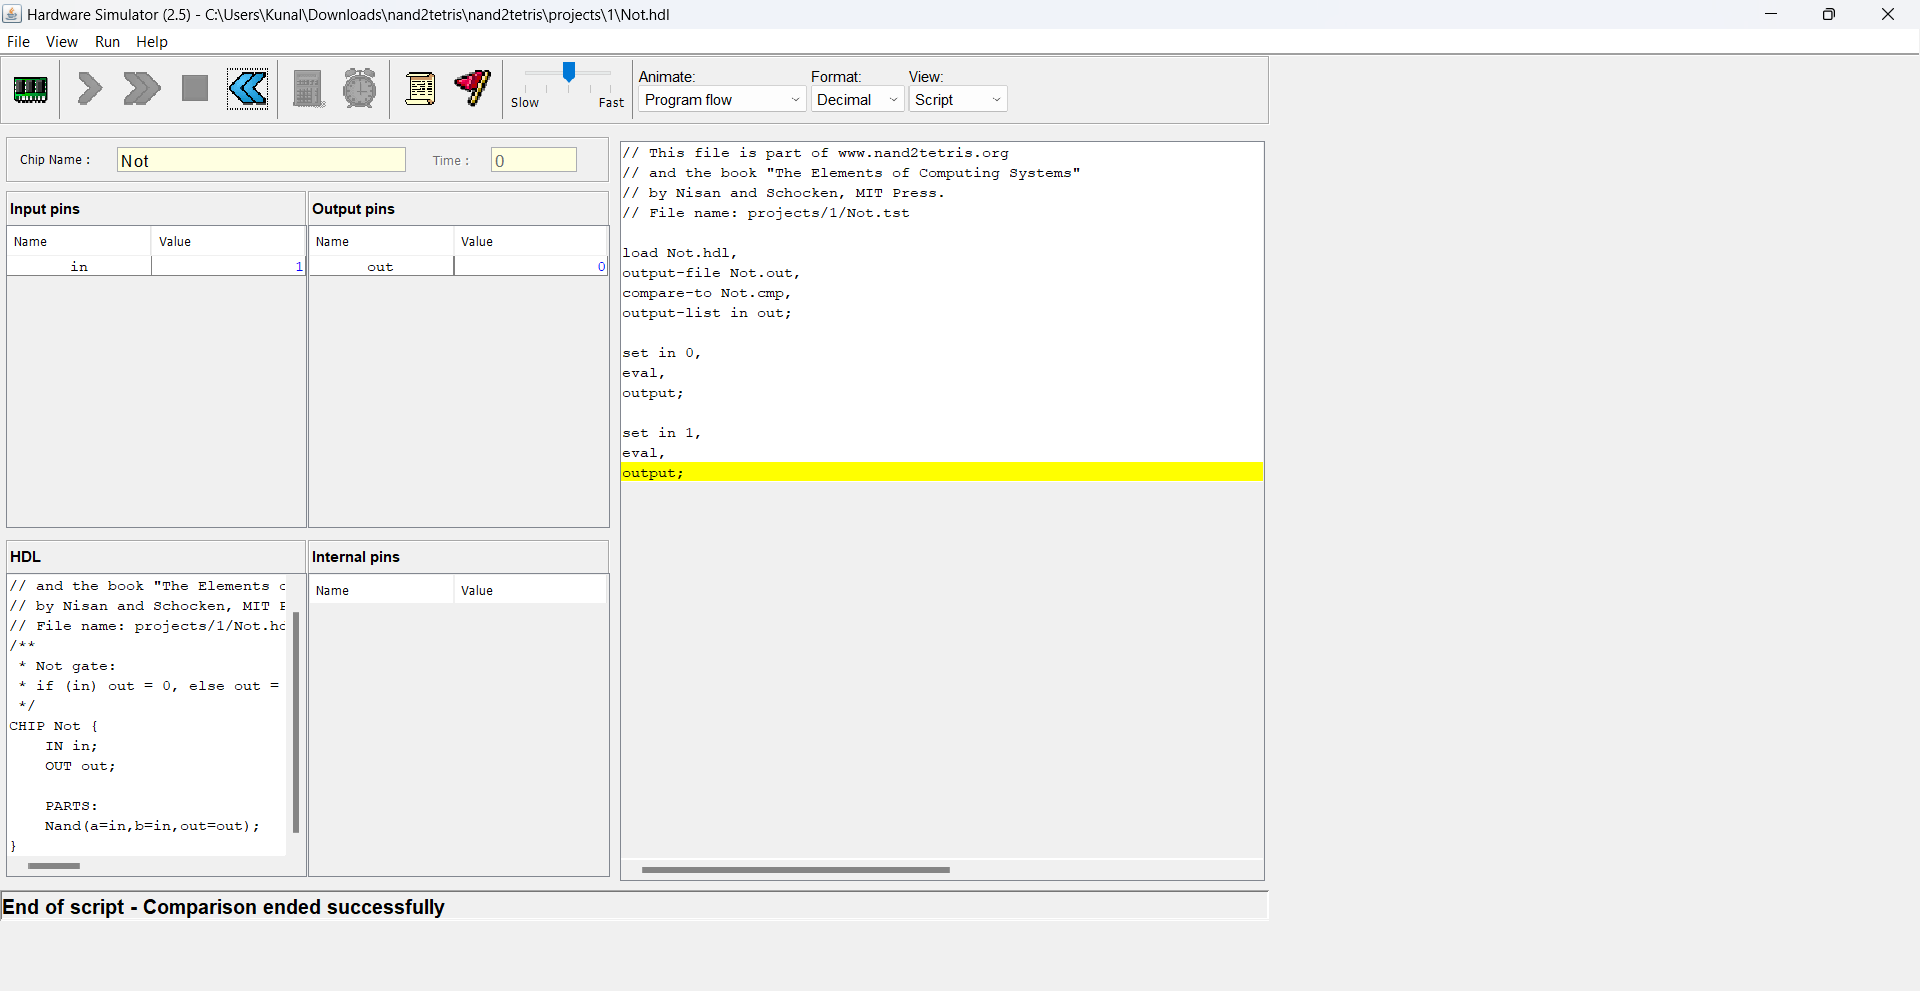 Hardware Simulator (2.5) - C:\Users\Kunal\Downloads\nand2tetris\nand2tetris\projects\1\Not.hdl
File View Run Help
Slow Fast
Animate: Format: View:
Program flow Decimal Script
Chip Name : Not Time : 0
Input pins
Name Value
in 1
Output pins
Name Value
out 0
// This file is part of www.nand2tetris.org
// and the book "The Elements of Computing Systems"
// by Nisan and Schocken, MIT Press.
// File name: projects/1/Not.tst
load Not.hdl,
output-file Not.out,
compare-to Not.cmp,
output-list in out;
set in 0,
eval,
output;
set in 1,
eval,
output;
HDL
// and the book "The Elements
// by Nisan and Schocken, MIT
// File name: projects/1/Not.
/**
* Not gate:
* if (in) out = 0, else out =
*/
CHIP Not {
IN in;
OUT out;
PARTS:
Nand(a=in,b=in,out=out);
}
Internal pins
Name Value
End of script - Comparison ended successfully